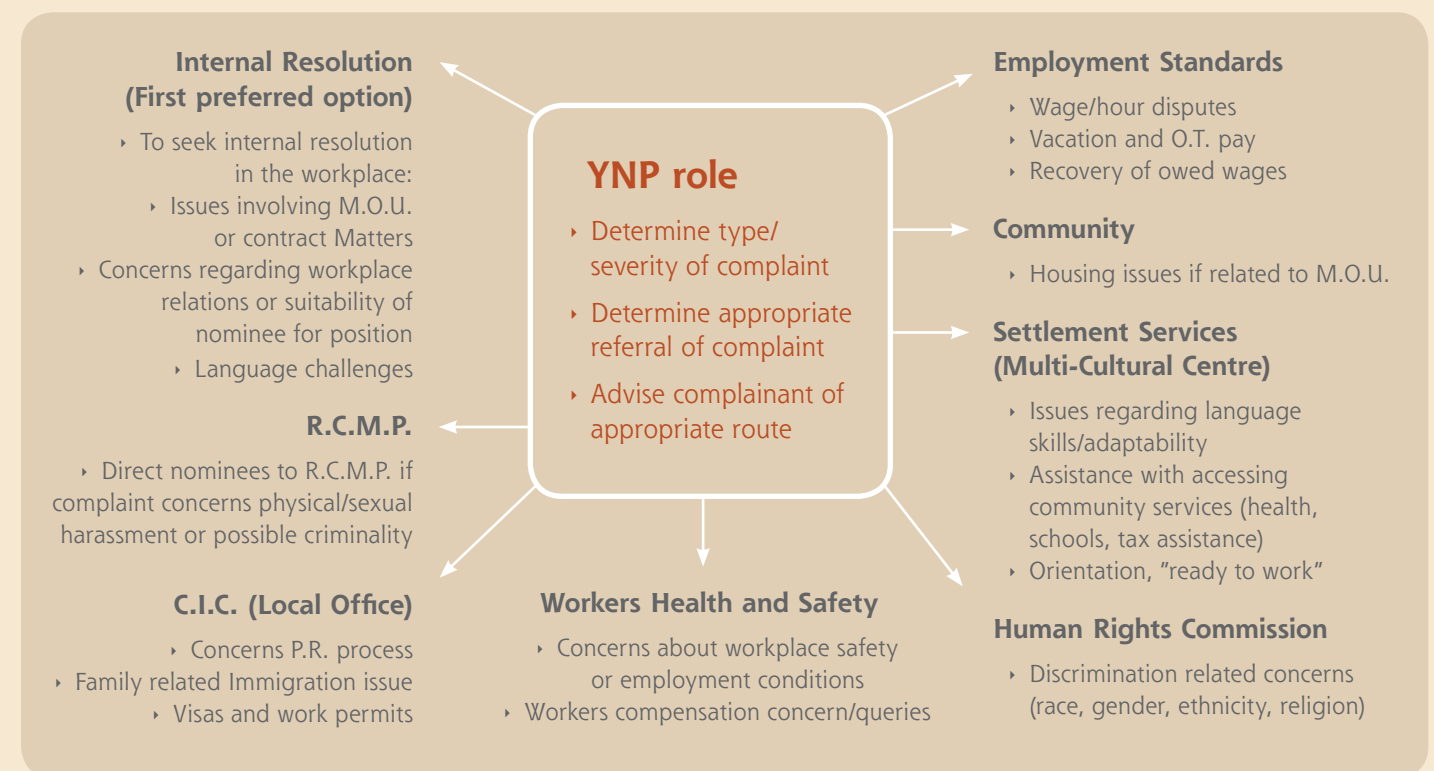 Internal Resolution
(First preferred option)
‣ To seek internal resolution
in the workplace:
‣ Issues involving M.O.U.
or contract Matters
‣ Concerns regarding workplace
relations or suitability of
nominee for position
‣ Language challenges
R.C.M.P.
‣ Direct nominees to R.C.M.P. if
complaint concerns physical/sexual
harassment or possible criminality
C.I.C. (Local Office)
‣ Concerns P.R. process
‣ Family related Immigration issue
‣ Visas and work permits
YNP role
‣ Determine type/
severity of complaint
‣ Determine appropriate
referral of complaint
‣ Advise complainant of
appropriate route
Workers Health and Safety
‣ Concerns about workplace safety
or employment conditions
‣ Workers compensation concern/queries
Employment Standards
‣ Wage/hour disputes
‣ Vacation and O.T. pay
‣ Recovery of owed wages
Community
‣ Housing issues if related to M.O.U.
Settlement Services
(Multi-Cultural Centre)
‣ Issues regarding language
skills/adaptability
‣ Assistance with accessing
community services (health,
schools, tax assistance)
‣ Orientation, "ready to work"
Human Rights Commission
‣ Discrimination related concerns
(race, gender, ethnicity, religion)